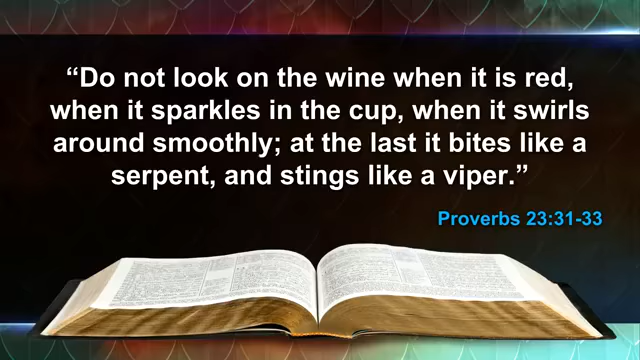 “Do not look on the wine when it is red,
when it sparkles in the cup, when it swirls
around smoothly; at the last it bites like a
serpent, and stings like a viper.”
Proverbs 23:31-33